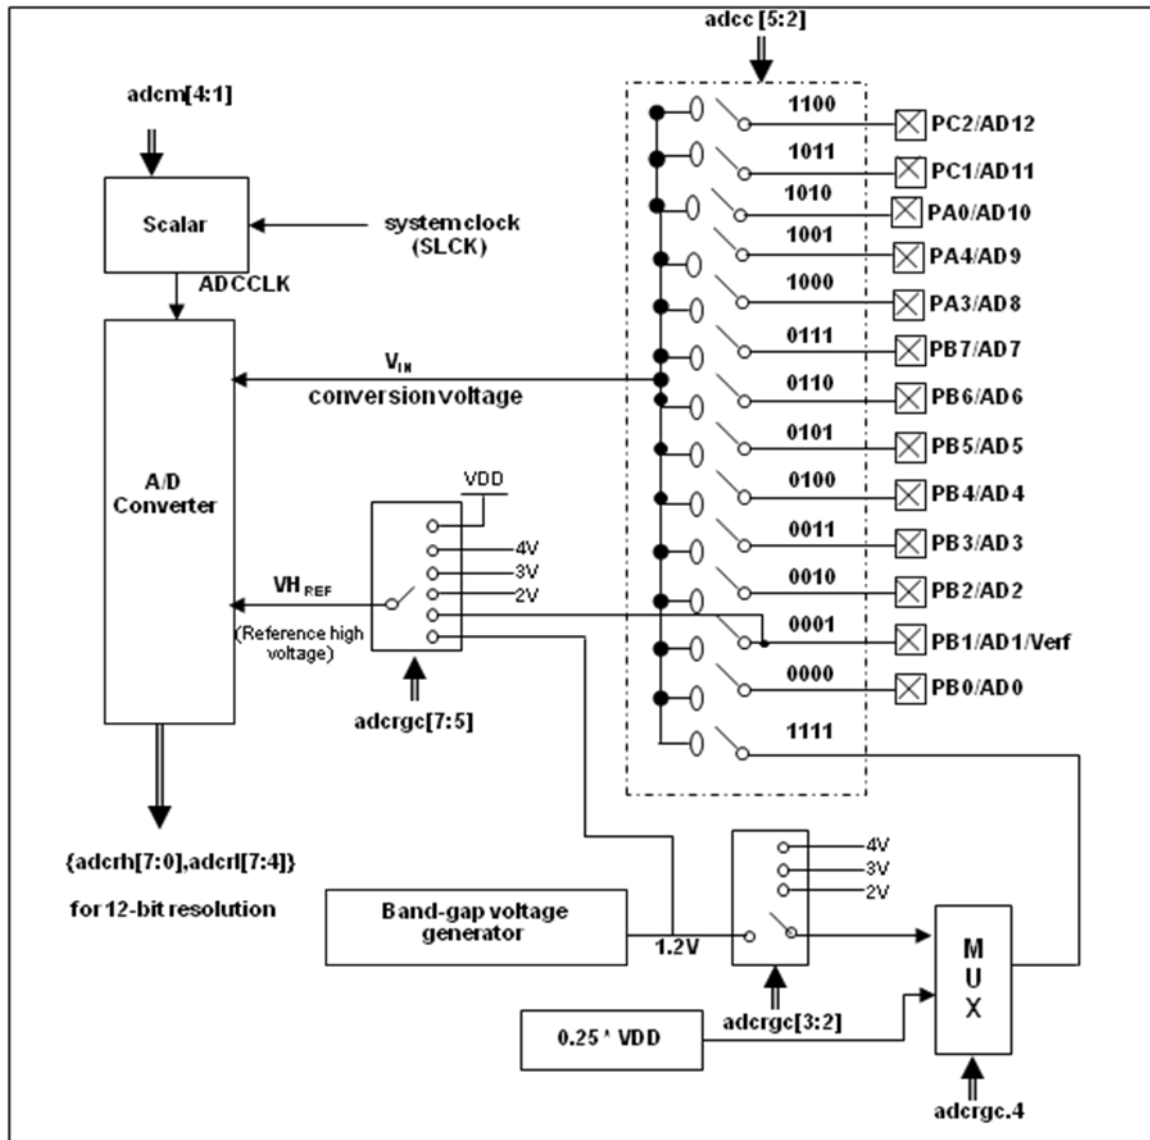 adcc [5:2]
adcm[4:1]
1100
PC2/AD12
1011
PC1/AD11
1010
PA0/AD10
Scalar
system clock
(SLCK)
1001
PA4/AD9
ADCCLK
1000
PA3/AD8
0111
PB7/AD7
VIN
conversion voltage
0110
PB6/AD6
0101
PB5/AD5
A/D
Converter
VDD
0100
PB4/AD4
4V
3V
2V
0011
PB3/AD3
VH REF
(Reference high
voltage)
0010
PB2/AD2
0001
PB1/AD1/Verf
0000
PB0/AD0
adcrgc[7:5]
1111
{adcrh[7:0],adcrl[7:4]}
for 12-bit resolution
4V
3V
2V
Band-gap voltage
generator
1.2V
M
U
X
adcrgc[3:2]
0.25 * VDD
adcrgc.4